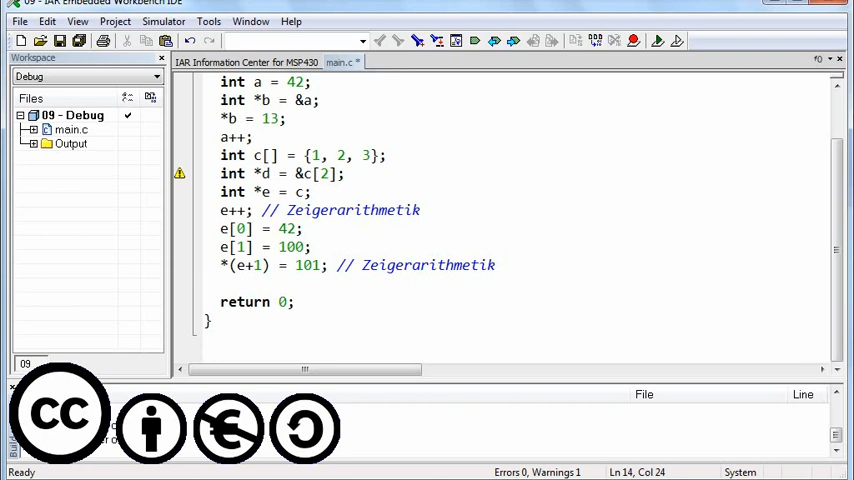 09 - IAR Embedded Workbench IDE
File Edit View Project Simulator Tools Window Help
Workspace
IAR Information Center for MSP430
main.c *
f0
Debug
Files
09 - Debug
main.c
Output
09
int a = 42;
int *b = &a;
*b = 13;
a++;
int c[] = {1, 2, 3};
int *d = &c[2];
int *e = c;
e++; // Zeigerarithmetik
e[0] = 42;
e[1] = 100;
*(e+1) = 101; // Zeigerarithmetik
return 0;
}
File Line
cc
Ready
Errors 0, Warnings 1
Ln 14, Col 24
System